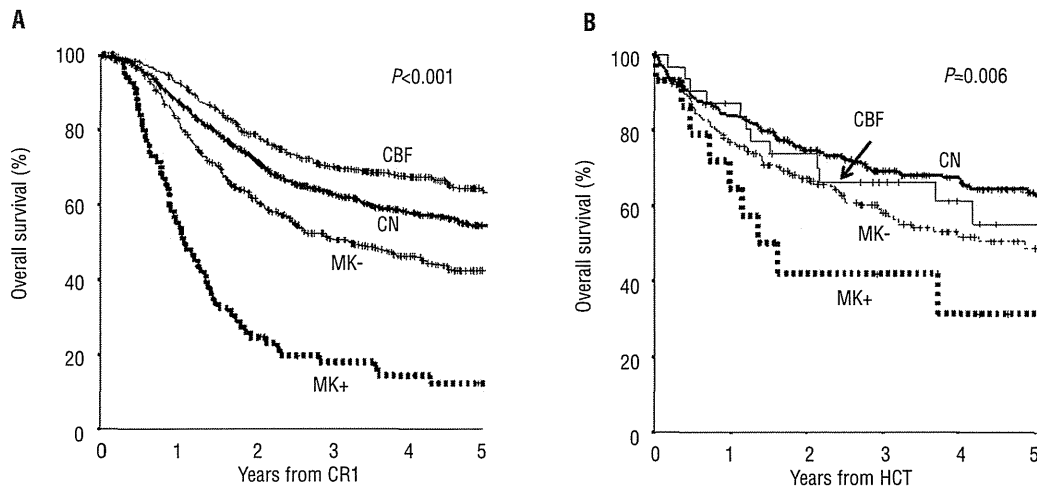 A
P<0.001
Overall survival (%)
100
80
60
40
20
0
CBF
CN
MK-
MK+
0 1 2 3 4 5
Years from CR1
B
P=0.006
Overall survival (%)
100
80
60
40
20
0
CBF
CN
MK-
MK+
0 1 2 3 4 5
Years from HCT